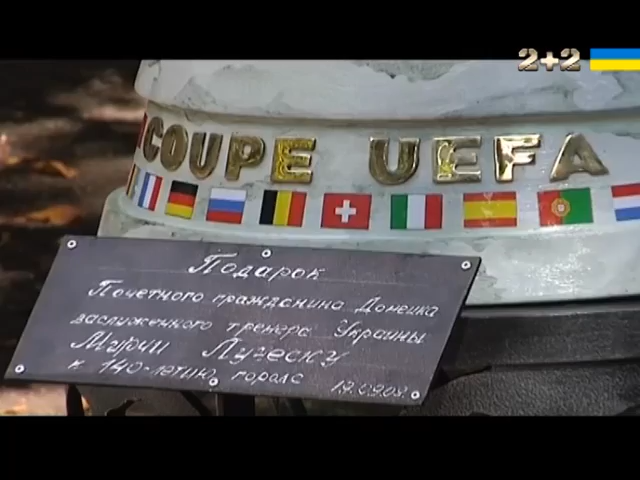 2+2
COUPE UEFA
Подарок
Почетного гражданина Донецка
заслуженного тренера Украины
Мирчи Луческу
к 140-летию города
19.09.09.